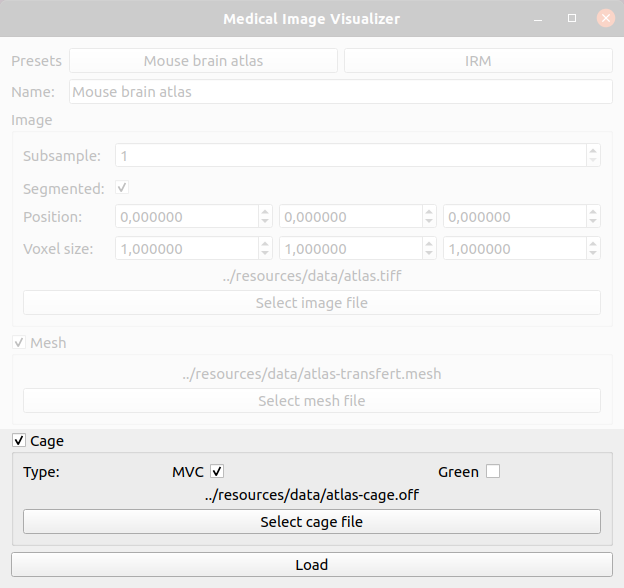 Medical Image Visualizer
Presets Mouse brain atlas IRM
Name: Mouse brain atlas
Image
Subsample: 1
Segmented:
Position: 0,000000 0,000000 0,000000
Voxel size: 1,000000 1,000000 1,000000
../resources/data/atlas.tiff
Select image file
Mesh
../resources/data/atlas-transfert.mesh
Select mesh file
Cage
Type: MVC Green
../resources/data/atlas-cage.off
Select cage file
Load